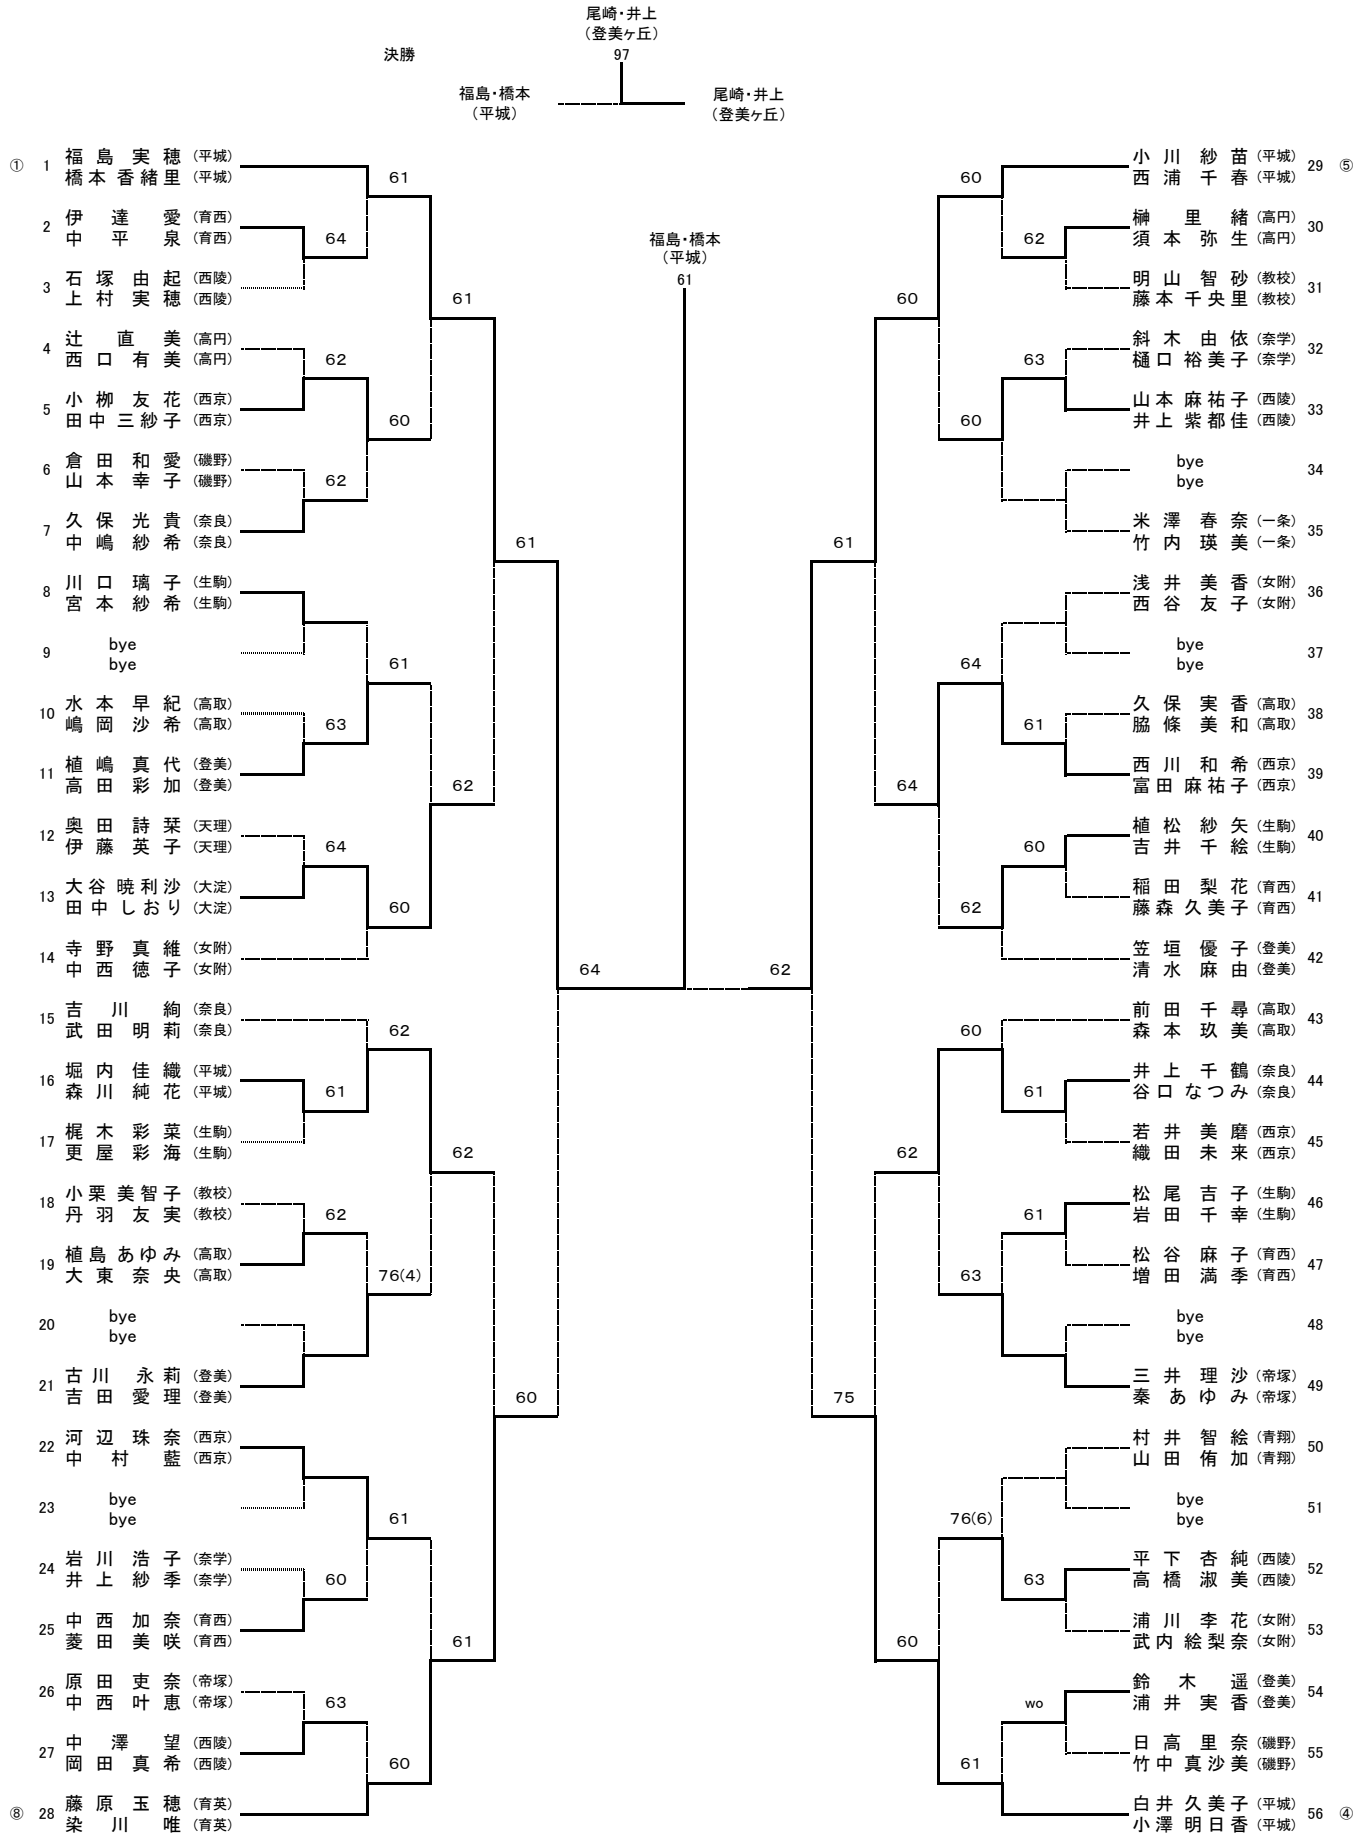 尾崎・井上
（登美ヶ丘）
決勝
97
福島・橋本
（平城）
尾崎・井上
（登美ヶ丘）
① 1 福島実穂（平城）
橋本香緒里（平城）
2 伊達愛（育西）
中平泉（育西）
3 石塚由起（西陵）
上村実穂（西陵）
4 辻直美（高円）
西口有美（高円）
5 小栁友花（西京）
田中三紗子（西京）
6 倉田和愛（磯野）
山本幸子（磯野）
7 久保光貴（奈良）
中嶋紗希（奈良）
8 川口璃子（生駒）
宮本紗希（生駒）
9 bye
bye
10 水本早紀（高取）
嶋岡沙希（高取）
11 植嶋真代（登美）
高田彩加（登美）
12 奥田詩栞（天理）
伊藤英子（天理）
13 大谷暁利沙（大淀）
田中しおり（大淀）
14 寺野真維（女附）
中西徳子（女附）
15 吉川絢（奈良）
武田明莉（奈良）
16 堀内佳織（平城）
森川純花（平城）
17 梶木彩菜（生駒）
更屋彩海（生駒）
18 小栗美智子（教校）
丹羽友実（教校）
19 植島あゆみ（高取）
大東奈央（高取）
20 bye
bye
21 古川永莉（登美）
吉田愛理（登美）
22 河辺珠奈（西京）
中村藍（西京）
23 bye
bye
24 岩川浩子（奈学）
井上紗季（奈学）
25 中西加奈（育西）
菱田美咲（育西）
26 原田吏奈（帝塚）
中西叶恵（帝塚）
27 中澤望（西陵）
岡田真希（西陵）
⑧ 28 藤原玉穂（育英）
染川唯（育英）
61
64
61
62
60
62
61
61
63
62
64
60
64
62
61
62
62
76(4)
60
61
60
61
63
60
福島・橋本
（平城）
61
60
62
60
63
60
61
64
61
64
60
62
62
60
61
62
61
63
75
76(6)
63
60
wo
61
小川紗苗（平城） 29 ⑤
西浦千春（平城）
榊里緒（高円） 30
須本弥生（高円）
明山智砂（教校） 31
藤本千央里（教校）
斜木由依（奈学） 32
樋口裕美子（奈学）
山本麻祐子（西陵） 33
井上紫都佳（西陵）
bye 34
bye
米澤春奈（一条） 35
竹内瑛美（一条）
浅井美香（女附） 36
西谷友子（女附）
bye 37
bye
久保実香（高取） 38
脇條美和（高取）
西川和希（西京） 39
富田麻祐子（西京）
植松紗矢（生駒） 40
吉井千絵（生駒）
稲田梨花（育西） 41
藤森久美子（育西）
笠垣優子（登美） 42
清水麻由（登美）
前田千尋（高取） 43
森本玖美（高取）
井上千鶴（奈良） 44
谷口なつみ（奈良）
若井美磨（西京） 45
織田未来（西京）
松尾吉子（生駒） 46
岩田千幸（生駒）
松谷麻子（育西） 47
増田満季（育西）
bye 48
bye
三井理沙（帝塚） 49
秦あゆみ（帝塚）
村井智絵（青翔） 50
山田侑加（青翔）
bye 51
bye
平下杏純（西陵） 52
高橋淑美（西陵）
浦川李花（女附） 53
武内絵梨奈（女附）
鈴木遥（登美） 54
浦井実香（登美）
日高里奈（磯野） 55
竹中真沙美（磯野）
白井久美子（平城） 56 ④
小澤明日香（平城）